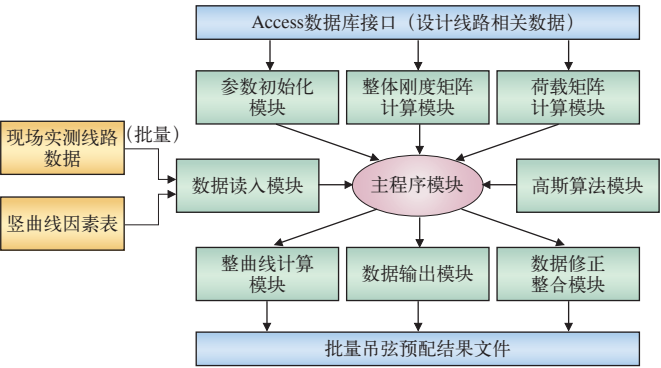 Access数据库接口（设计线路相关数据）
参数初始化
模块
整体刚度矩阵
计算模块
荷载矩阵
计算模块
现场实测线路
数据
(批量)
竖曲线因素表
数据读入模块
主程序模块
高斯算法模块
整曲线计算
模块
数据输出模块
数据修正
整合模块
批量吊弦预配结果文件